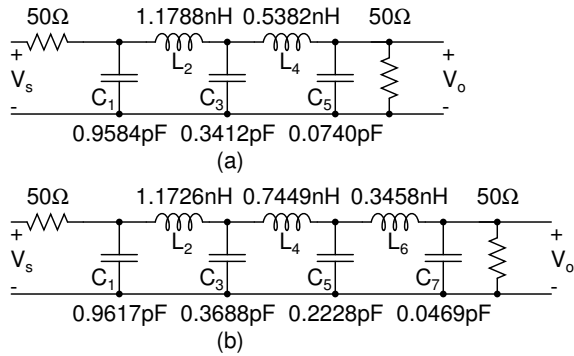 50Ω 1.1788nH 0.5382nH 50Ω
+ L2 L4 +
Vs C1 C3 C5 Vo
- -
0.9584pF 0.3412pF 0.0740pF
(a)
50Ω 1.1726nH 0.7449nH 0.3458nH 50Ω
+ L2 L4 L6 +
Vs C1 C3 C5 C7 Vo
- -
0.9617pF 0.3688pF 0.2228pF 0.0469pF
(b)